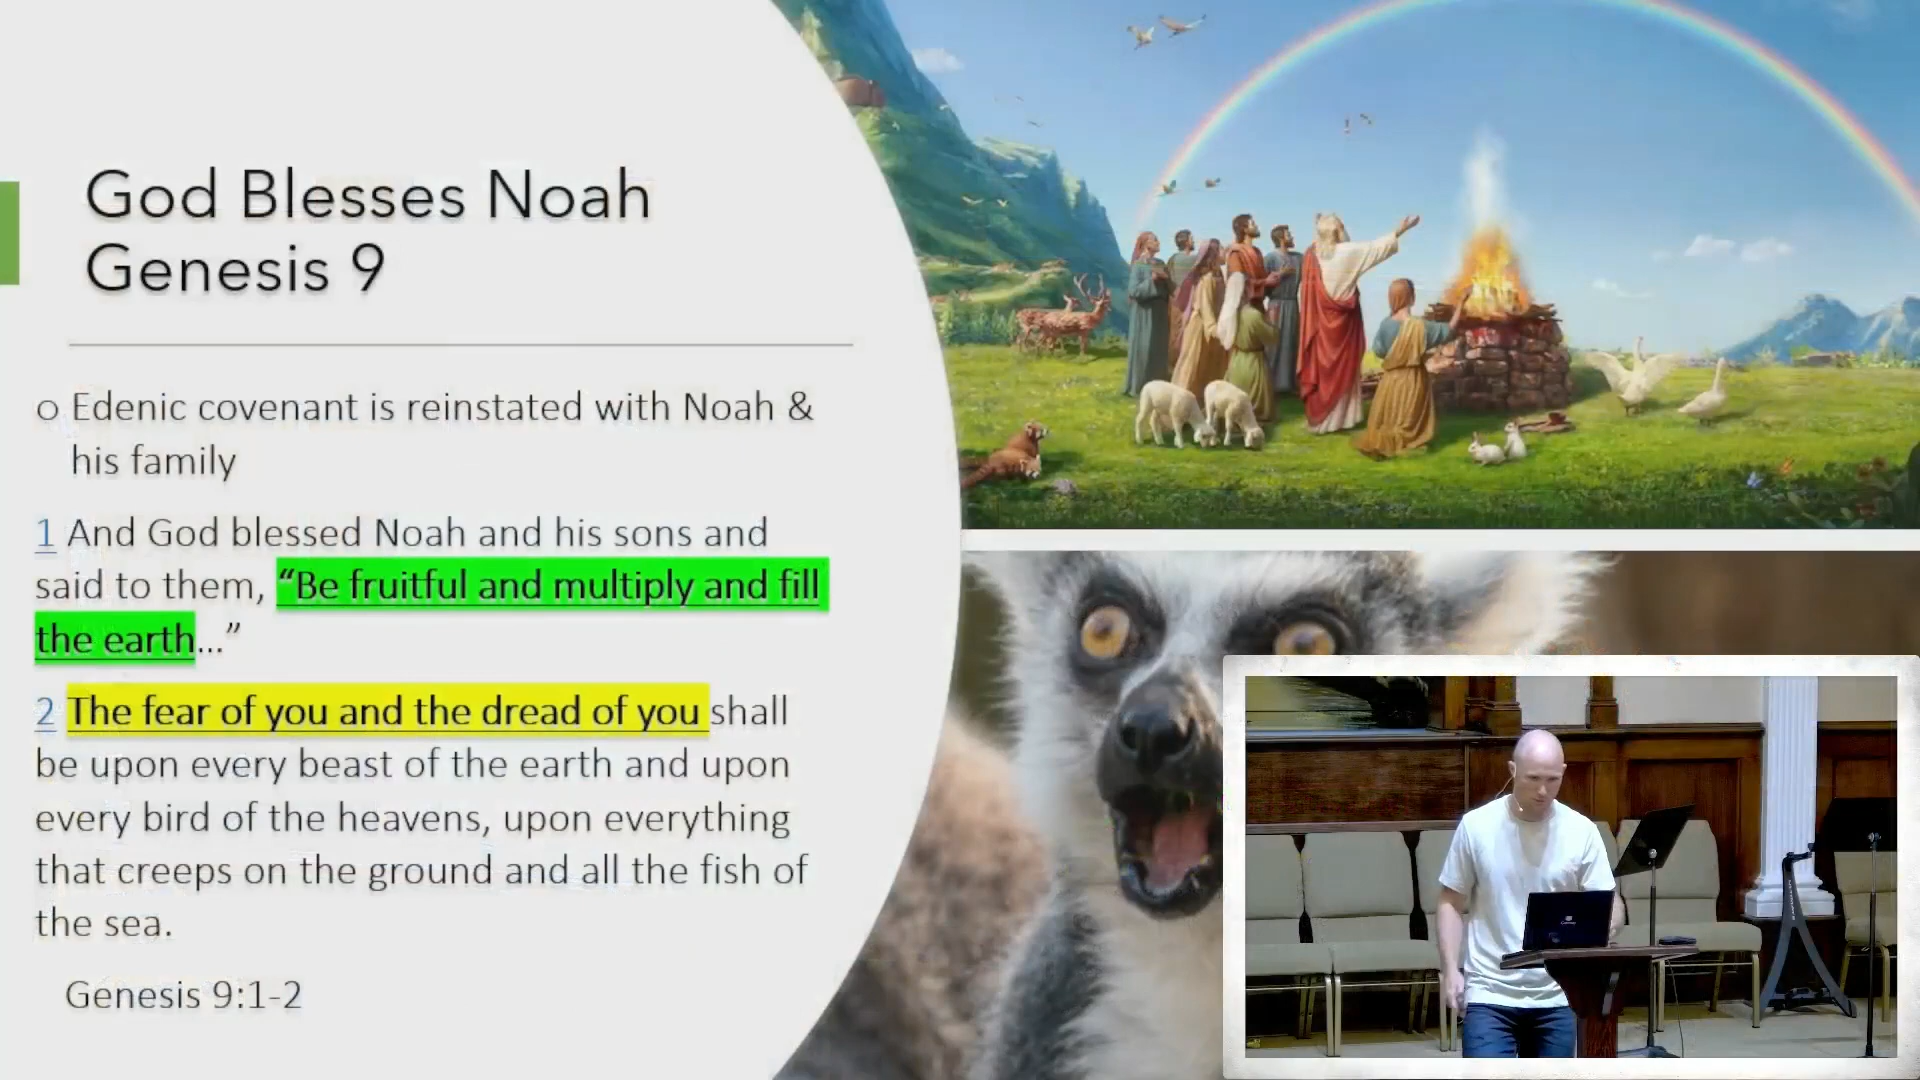 God Blesses Noah
Genesis 9
o Edenic covenant is reinstated with Noah &
his family
1 And God blessed Noah and his sons and
said to them, “Be fruitful and multiply and fill
the earth...”
2 The fear of you and the dread of you shall
be upon every beast of the earth and upon
every bird of the heavens, upon everything
that creeps on the ground and all the fish of
the sea.
Genesis 9:1-2